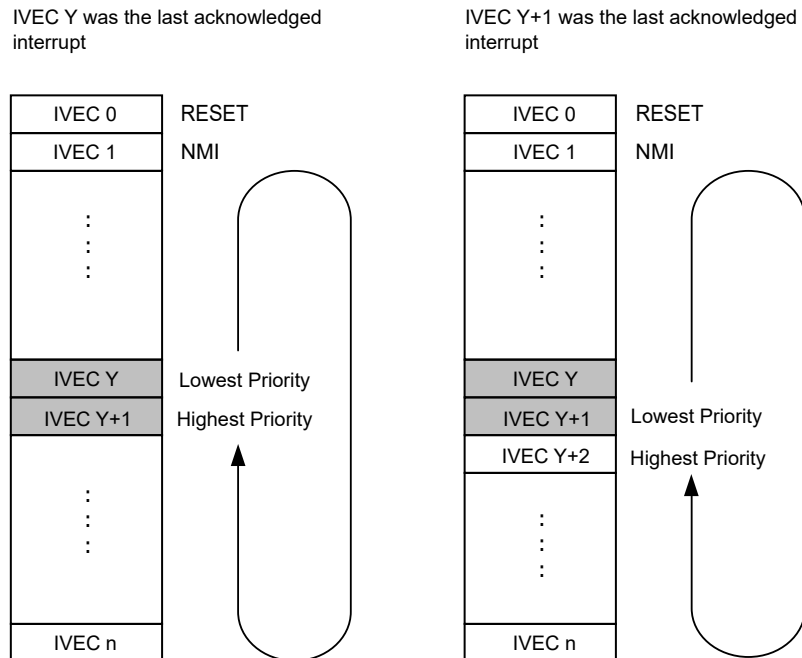 IVEC Y was the last acknowledged
interrupt
IVEC 0 RESET
IVEC 1 NMI
⋮
IVEC Y Lowest Priority
IVEC Y+1 Highest Priority
⋮
IVEC n
IVEC Y+1 was the last acknowledged
interrupt
IVEC 0 RESET
IVEC 1 NMI
⋮
IVEC Y
IVEC Y+1 Lowest Priority
IVEC Y+2 Highest Priority
⋮
IVEC n